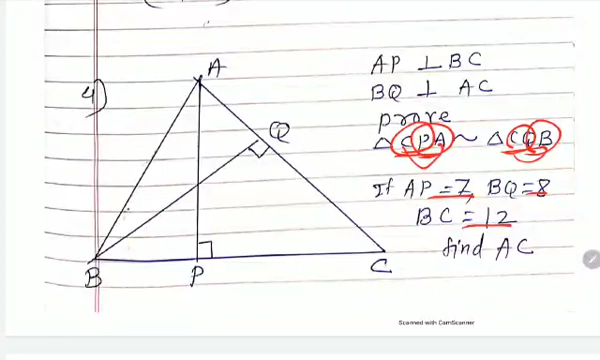 4)
A
Q
B
P
C
AP ⊥ BC
BQ ⊥ AC
prove
△ CPA ~ △ CQB
If AP = 7, BQ = 8
BC = 12
find AC
Scanned with CamScanner